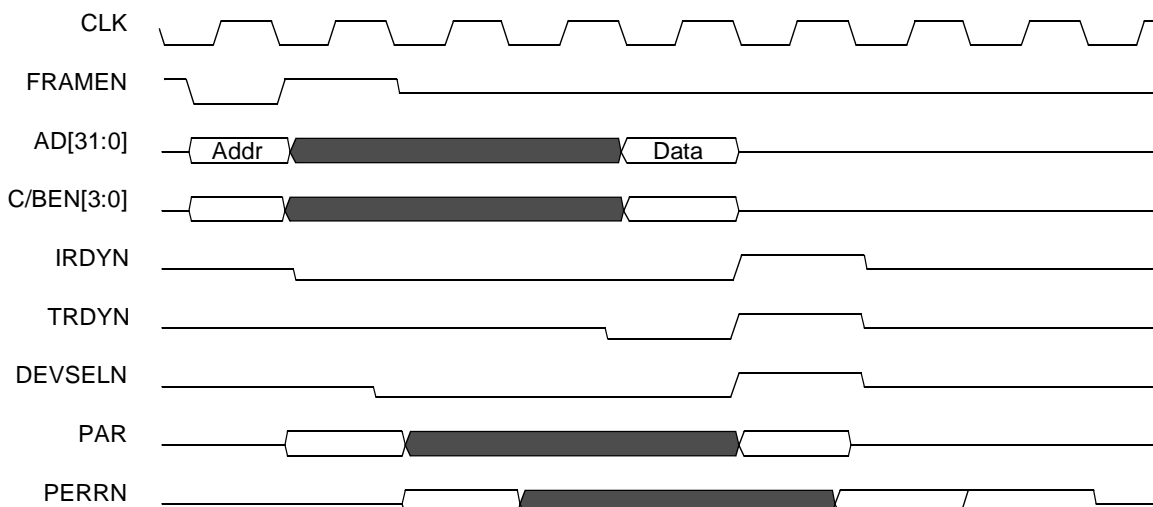 CLK
FRAMEN
AD[31:0]
Addr
Data
C/BEN[3:0]
IRDYN
TRDYN
DEVSELN
PAR
PERRN